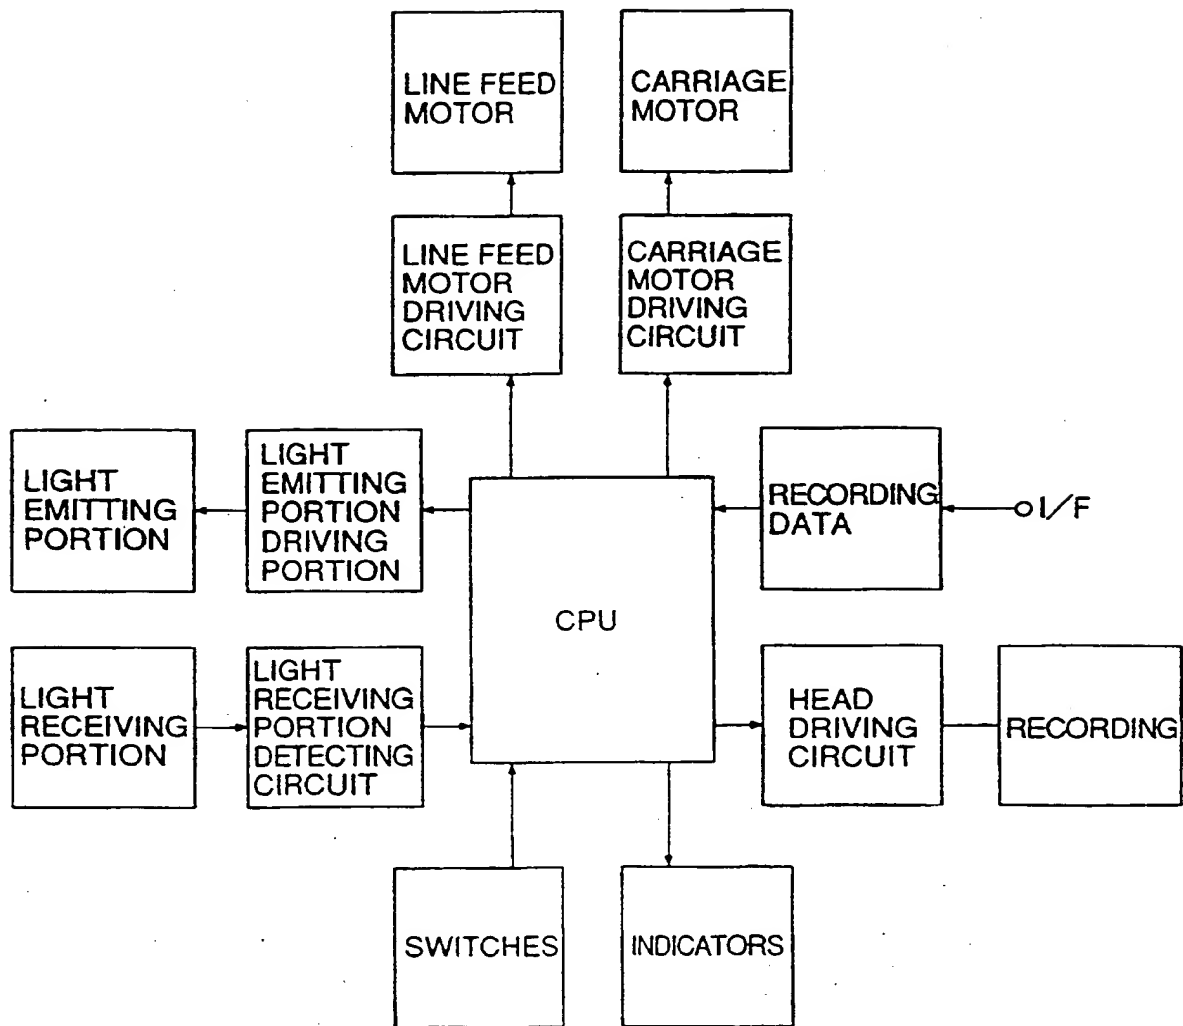 LINE FEED
MOTOR
CARRIAGE
MOTOR
LINE FEED
MOTOR
DRIVING
CIRCUIT
CARRIAGE
MOTOR
DRIVING
CIRCUIT
LIGHT
EMITTING
PORTION
LIGHT
EMITTING
PORTION
DRIVING
PORTION
RECORDING
DATA
I/F
CPU
LIGHT
RECEIVING
PORTION
LIGHT
RECEIVING
PORTION
DETECTING
CIRCUIT
HEAD
DRIVING
CIRCUIT
RECORDING
SWITCHES
INDICATORS